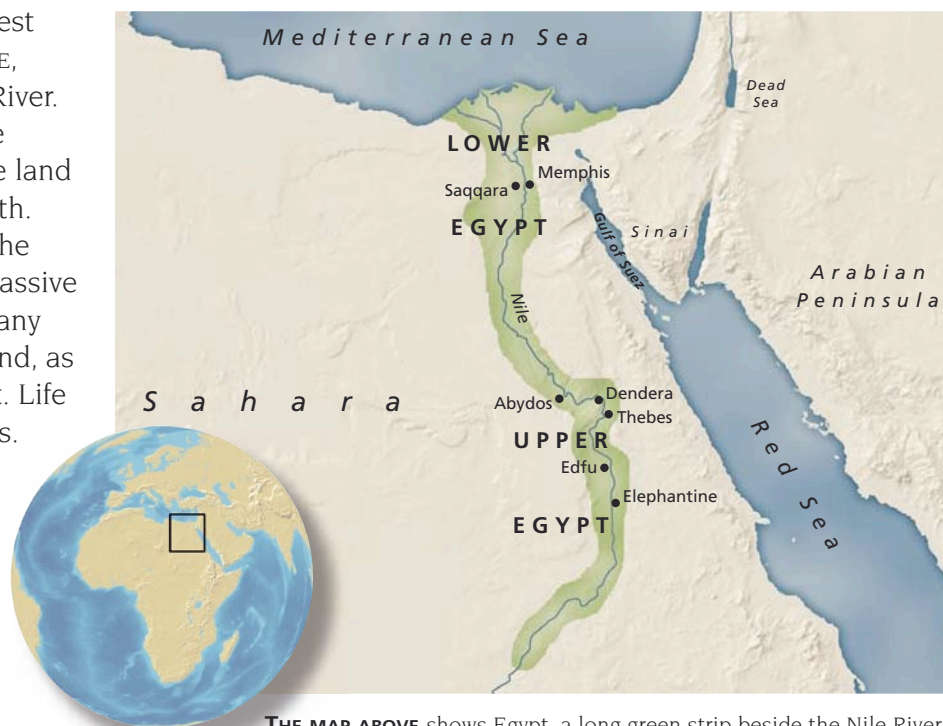 est
E,
River.
e
e land
th.
he
assive
any
nd, as
t. Life
s.
Mediterranean Sea
Dead
Sea
LOWER
Memphis
Saqqara
EGYPT
Gulf of Suez
Sinai
Arabian
Peninsula
Nile
Sahara
Abydos
Dendera
Thebes
UPPER
Red Sea
Edfu
Elephantine
EGYPT
THE MAP ABOVE shows Egypt, a long green strip beside the Nile River